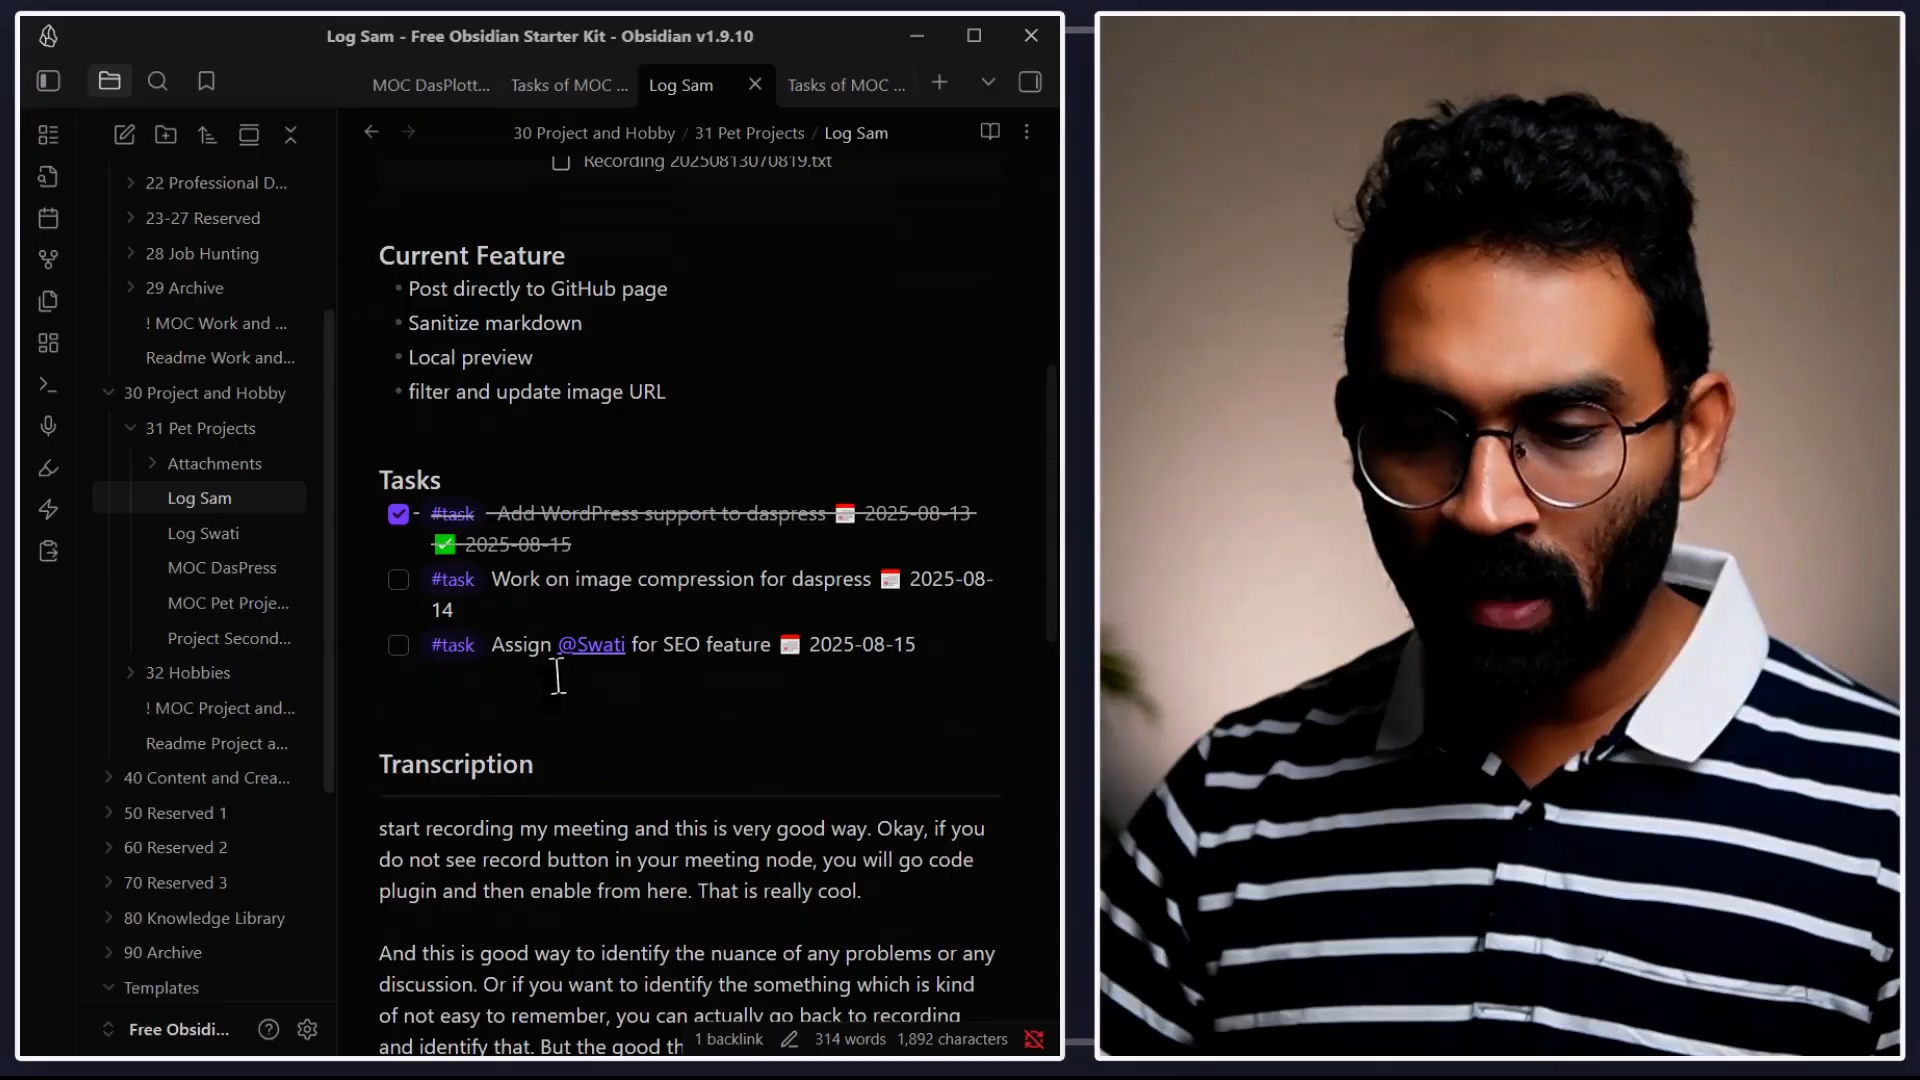 Log Sam - Free Obsidian Starter Kit - Obsidian v1.9.10
MOC DasPlott...
Tasks of MOC ...
Log Sam
Tasks of MOC ...
30 Project and Hobby / 31 Pet Projects / Log Sam
22 Professional D...
23-27 Reserved
28 Job Hunting
29 Archive
! MOC Work and ...
Readme Work and...
30 Project and Hobby
31 Pet Projects
Attachments
Log Sam
Log Swati
MOC DasPress
MOC Pet Proje...
Project Second...
32 Hobbies
! MOC Project and...
Readme Project a...
40 Content and Crea...
50 Reserved 1
60 Reserved 2
70 Reserved 3
80 Knowledge Library
90 Archive
Templates
Free Obsidi...
Recording 20250813070819.txt
Current Feature
• Post directly to GitHub page
• Sanitize markdown
• Local preview
• filter and update image URL
Tasks
- #task - Add WordPress support to daspress 📅 2025-08-13
✅ 2025-08-15
#task Work on image compression for daspress 📅 2025-08-
14
#task Assign @Swati for SEO feature 📅 2025-08-15
Transcription
start recording my meeting and this is very good way. Okay, if you
do not see record button in your meeting node, you will go code
plugin and then enable from here. That is really cool.
And this is good way to identify the nuance of any problems or any
discussion. Or if you want to identify the something which is kind
of not easy to remember, you can actually go back to recording
and identify that. But the good th
1 backlink
314 words
1,892 characters